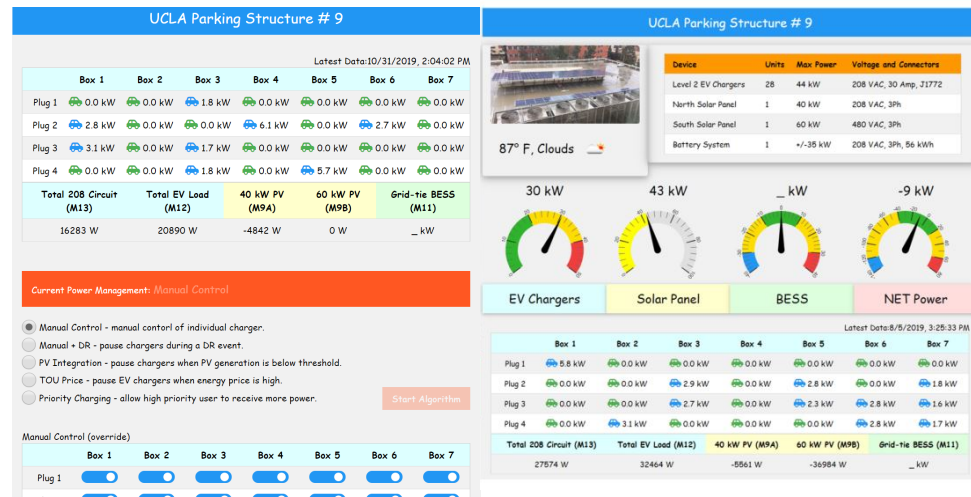 UCLA Parking Structure # 9
Latest Data:10/31/2019, 2:04:02 PM
Box 1 Box 2 Box 3 Box 4 Box 5 Box 6 Box 7
Plug 1 0.0 kW 0.0 kW 1.8 kW 0.0 kW 0.0 kW 0.0 kW 0.0 kW
Plug 2 2.8 kW 0.0 kW 0.0 kW 6.1 kW 0.0 kW 2.7 kW 0.0 kW
Plug 3 3.1 kW 0.0 kW 1.7 kW 0.0 kW 0.0 kW 0.0 kW 0.0 kW
Plug 4 0.0 kW 0.0 kW 1.8 kW 0.0 kW 5.7 kW 0.0 kW 0.0 kW
Total 208 Circuit (M13) Total EV Load (M12) 40 kW PV (M9A) 60 kW PV (M9B) Grid-tie BESS (M11)
16283 W 20890 W -4842 W 0 W _ kW
Current Power Management: Manual Control
Manual Control - manual contorl of individual charger.
Manual + DR - pause chargers during a DR event.
PV Integration - pause chargers when PV generation is below threshold.
TOU Price - pause EV chargers when energy price is high.
Priority Charging - allow high priority user to receive more power.
Start Algorithm
Manual Control (override)
Box 1 Box 2 Box 3 Box 4 Box 5 Box 6 Box 7
Plug 1
UCLA Parking Structure # 9
Device Units Max Power Voltage and Connectors
Level 2 EV Chargers 28 44 kW 208 VAC, 30 Amp, J1772
North Solar Panel 1 40 kW 208 VAC, 3Ph
South Solar Panel 1 60 kW 480 VAC, 3Ph
Battery System 1 +/-35 kW 208 VAC, 3Ph, 56 kWh
87° F, Clouds
30 kW 43 kW _ kW -9 kW
EV Chargers Solar Panel BESS NET Power
Latest Data:8/5/2019, 3:25:33 PM
Box 1 Box 2 Box 3 Box 4 Box 5 Box 6 Box 7
Plug 1 5.8 kW 0.0 kW 0.0 kW 0.0 kW 0.0 kW 0.0 kW 0.0 kW
Plug 2 0.0 kW 0.0 kW 2.9 kW 0.0 kW 2.8 kW 0.0 kW 1.8 kW
Plug 3 0.0 kW 0.0 kW 2.7 kW 0.0 kW 2.3 kW 2.8 kW 1.6 kW
Plug 4 0.0 kW 3.1 kW 0.0 kW 0.0 kW 0.0 kW 2.8 kW 1.7 kW
Total 208 Circuit (M13) Total EV Load (M12) 40 kW PV (M9A) 60 kW PV (M9B) Grid-tie BESS (M11)
27574 W 32464 W -5561 W -36984 W _ kW